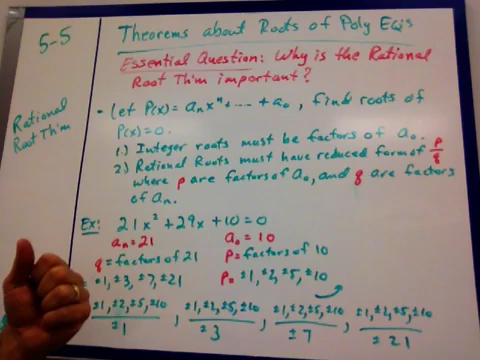 5-5
Theorems about Roots of Poly Eqs
Essential Question: Why is the Rational
Root Th'm important?
Rational
Root Th'm
- Let P(x) = aₙxⁿ + ---- + a₀, find roots of
P(x)=0.
1.) Integer roots must be factors of a₀.
2) Rational Roots must have reduced form of p/q
where p are factors of a₀, and q are factors
of aₙ.
Ex: 21x² + 29x + 10 = 0
aₙ = 21 a₀ = 10
q = factors of 21 p = factors of 10
= ±1, ±3, ±7, ±21 p = ±1, ±2, ±5, ±10
±1, ±2, ±5, ±10 / ±1 , ±1, ±2, ±5, ±10 / ±3 , ±1, ±2, ±5, ±10 / ±7 , ±1, ±2, ±5, ±10 / ±21